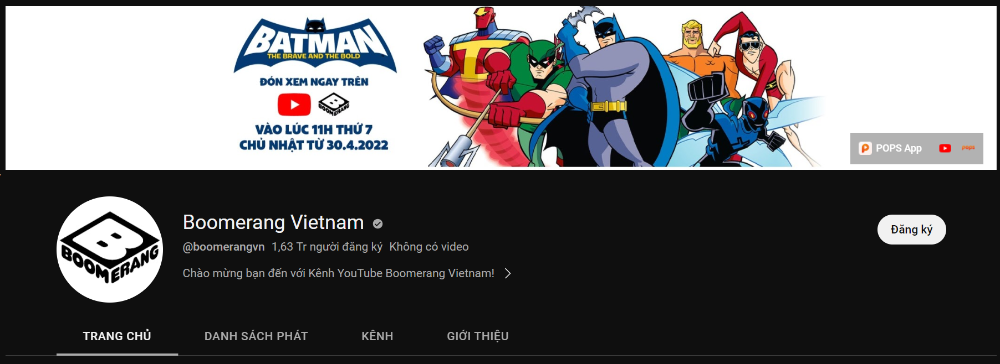 BATMAN
THE BRAVE AND THE BOLD
ĐÓN XEM NGAY TRÊN
BOOMERANG
VÀO LÚC 11H THỨ 7
CHỦ NHẬT TỪ 30.4.2022
T
POPS App
pops
B
BOOMERANG
Boomerang Vietnam
@boomerangvn 1,63 Tr người đăng ký Không có video
Chào mừng bạn đến với Kênh YouTube Boomerang Vietnam!
Đăng ký
TRANG CHỦ DANH SÁCH PHÁT KÊNH GIỚI THIỆU